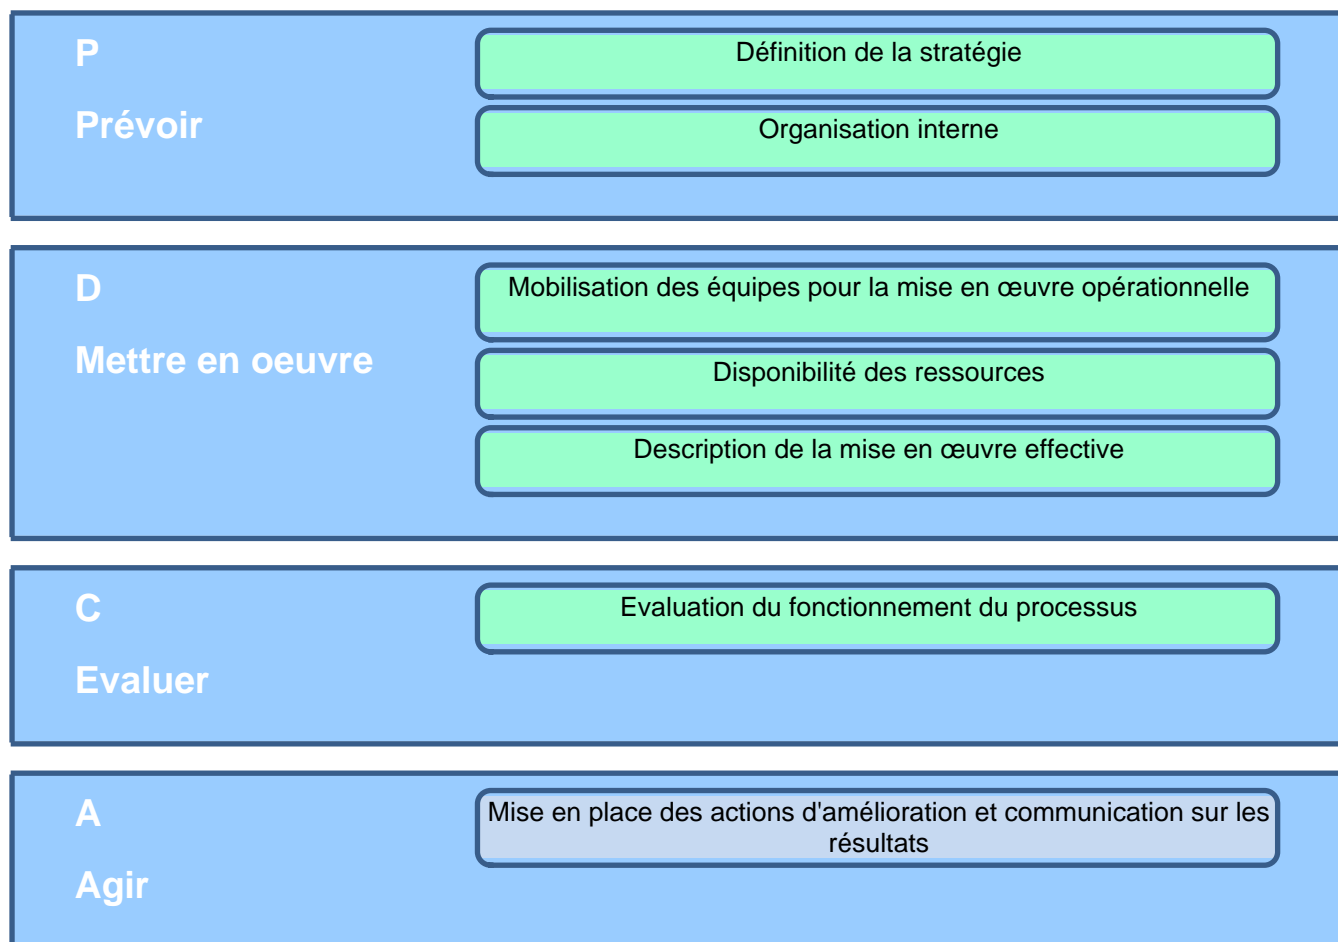 P
Définition de la stratégie
Prévoir
Organisation interne
D
Mobilisation des équipes pour la mise en œuvre opérationnelle
Mettre en oeuvre
Disponibilité des ressources
Description de la mise en œuvre effective
C
Evaluation du fonctionnement du processus
Evaluer
A
Mise en place des actions d'amélioration et communication sur les
résultats
Agir